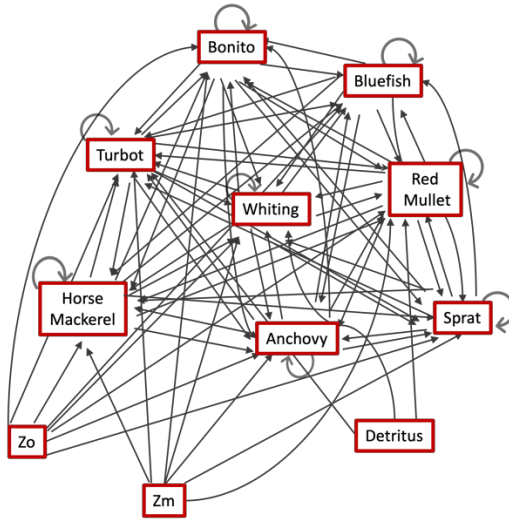 Bonito
Bluefish
Turbot
Red
Mullet
Whiting
Horse
Mackerel
Sprat
Anchovy
Zo
Detritus
Zm